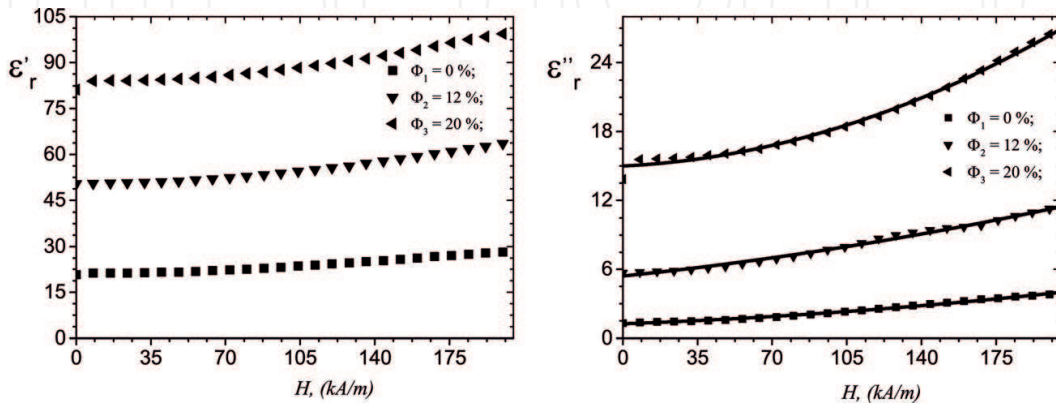 105
90
75
60
45
30
15
0
ε'r
■ Φ1 = 0 %;
▼ Φ2 = 12 %;
◄ Φ3 = 20 %;
0 35 70 105 140 175
H, (kA/m)
24
18
12
6
0
ε''r
■ Φ1 = 0 %;
▼ Φ2 = 12 %;
◄ Φ3 = 20 %;
0 35 70 105 140 175
H, (kA/m)